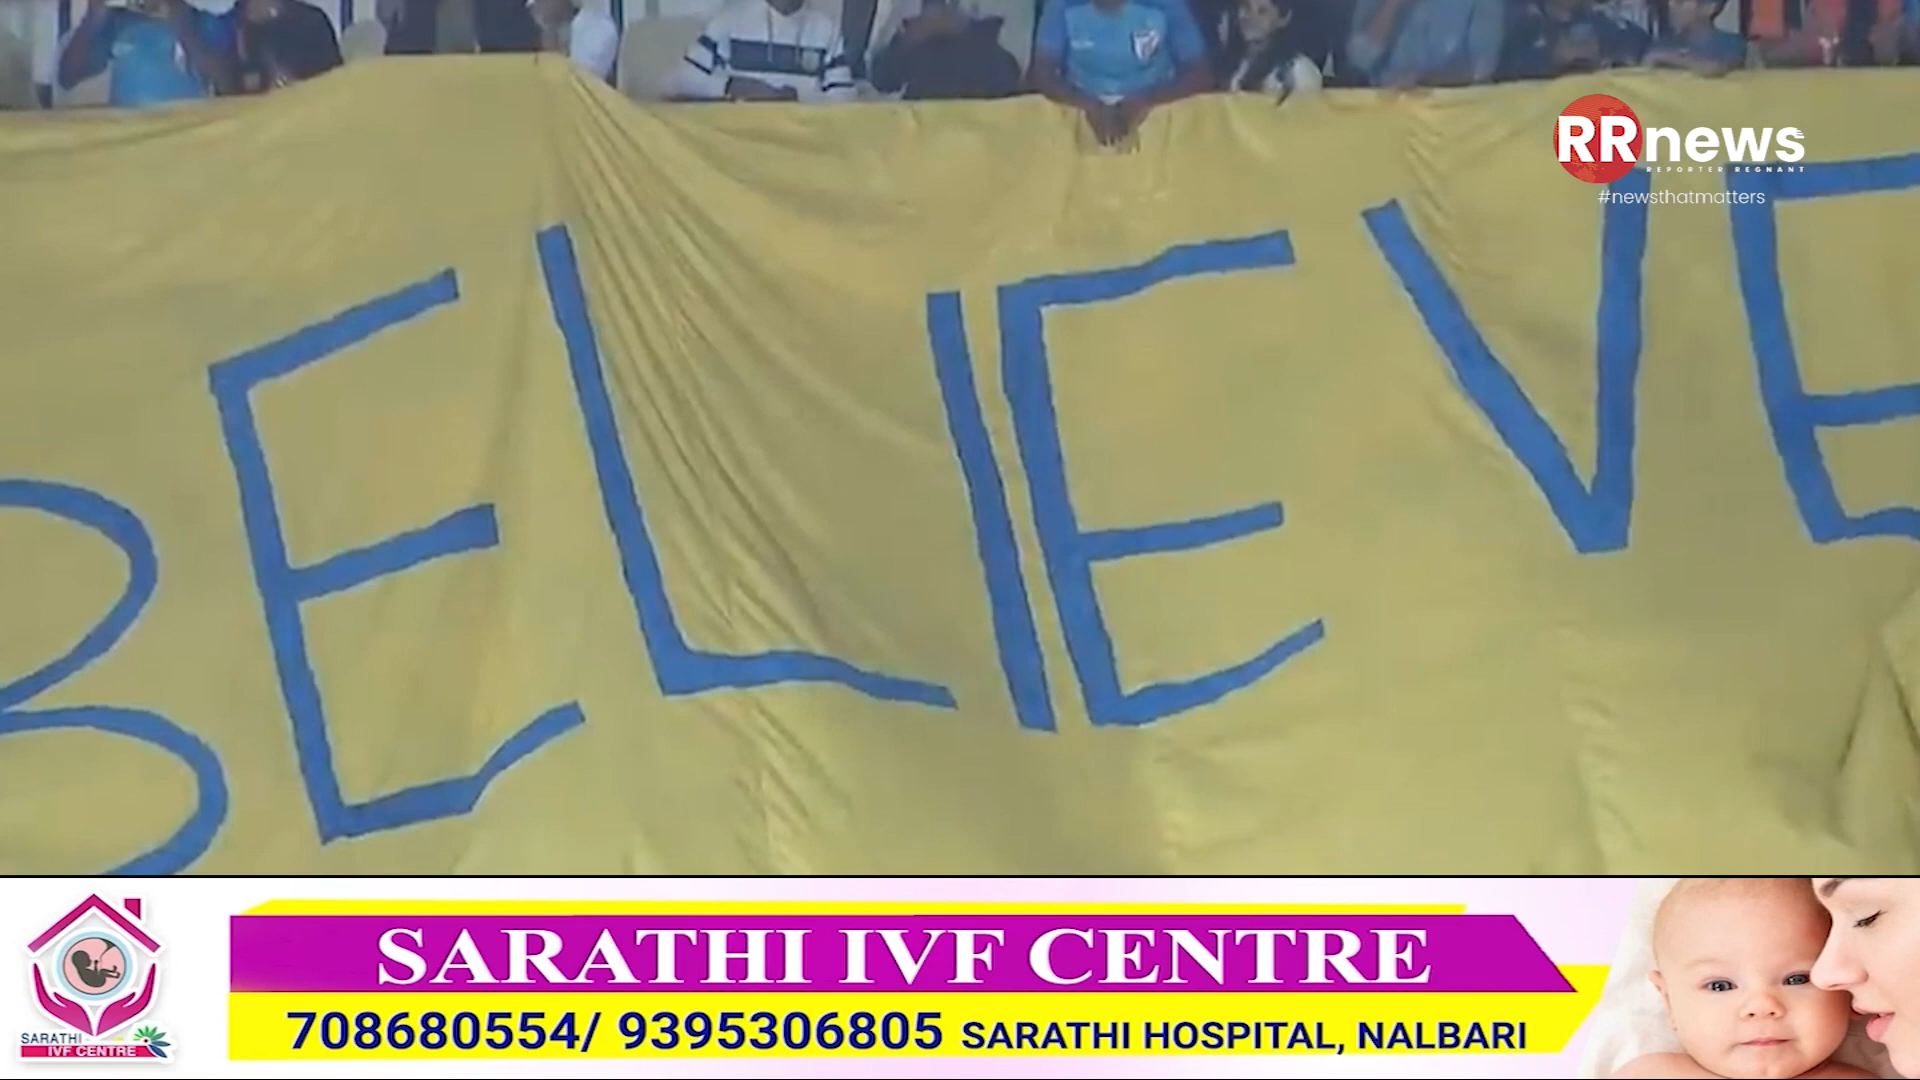 RRnews
REPORTER REGNANT
#newsthatmatters
BELIEVE
SARATHI IVF CENTRE
708680554/ 9395306805 SARATHI HOSPITAL, NALBARI
SARATHI
IVF CENTRE